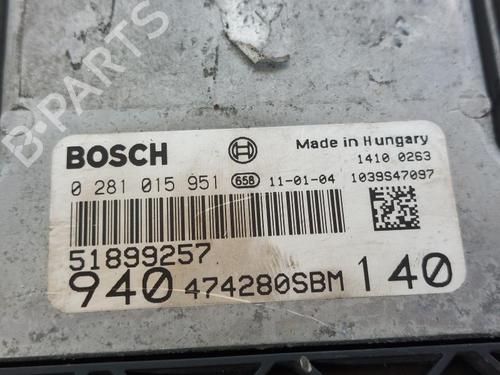 B-PARTS
BOSCH
Made in Hungary
1410 0263
0 281 015 951 658 11-01-04 1039S47097
51899257
940 474280SBM 140